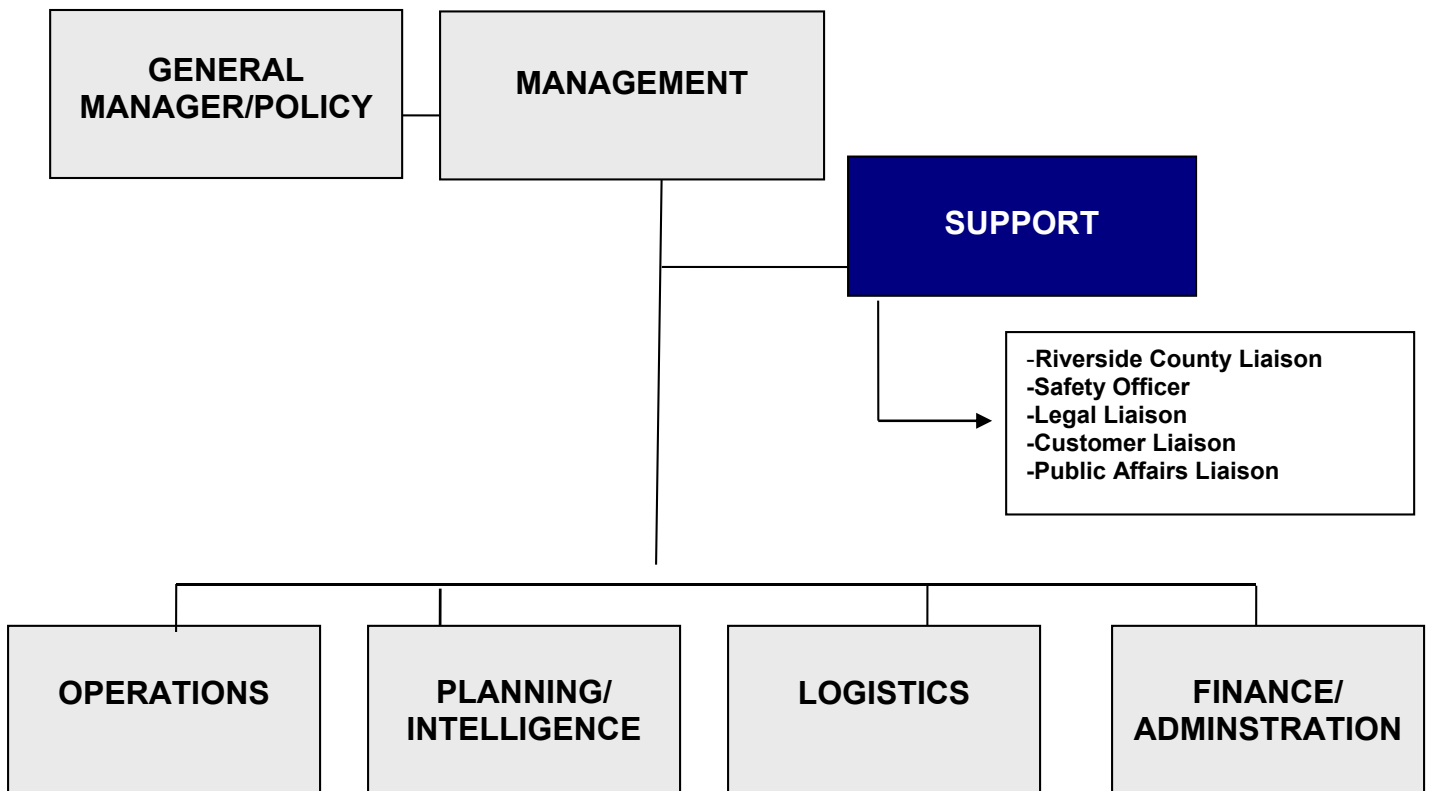 GENERAL
MANAGER/POLICY
MANAGEMENT
SUPPORT
-Riverside County Liaison
-Safety Officer
-Legal Liaison
-Customer Liaison
-Public Affairs Liaison
OPERATIONS
PLANNING/
INTELLIGENCE
LOGISTICS
FINANCE/
ADMINSTRATION